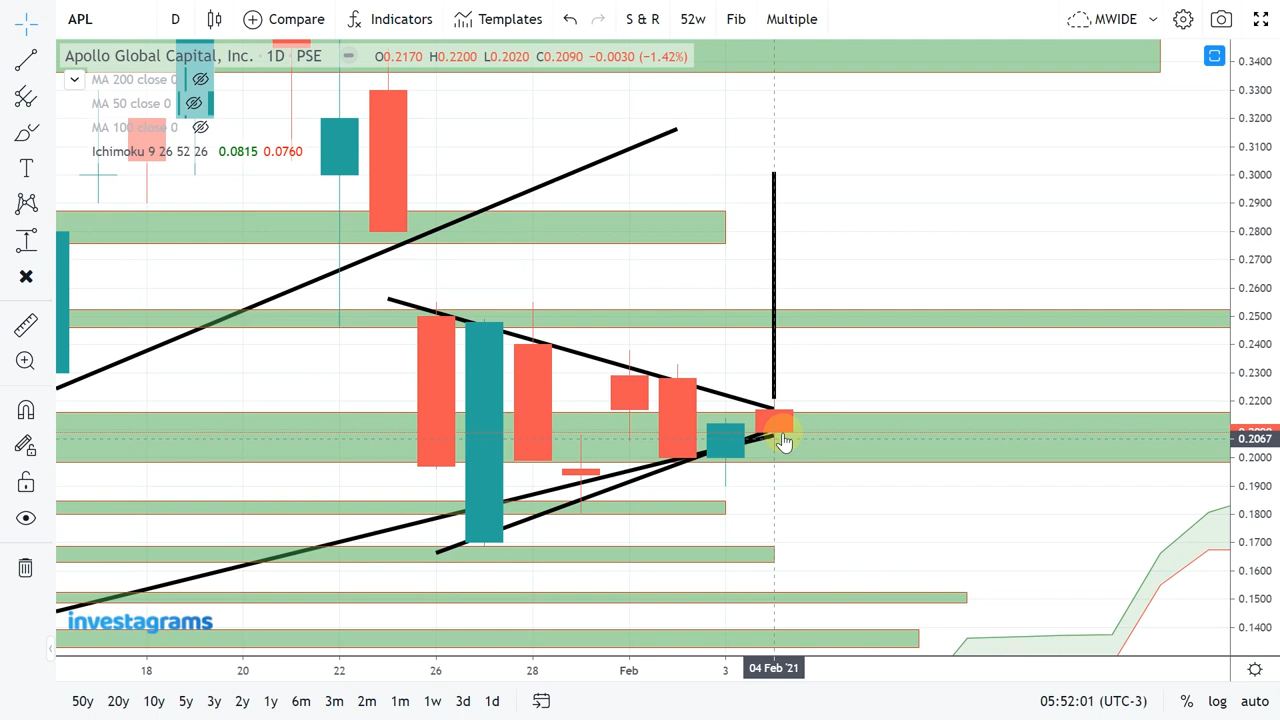 APL D Compare Indicators Templates S & R 52w Fib Multiple MWIDE
Apollo Global Capital, Inc. · 1D · PSE O0.2170 H0.2200 L0.2020 C0.2090 −0.0030 (−1.42%)
MA 200 close 0
MA 50 close 0
MA 100 close 0
Ichimoku 9 26 52 26 0.0815 0.0760
0.3400
0.3300
0.3200
0.3100
0.3000
0.2900
0.2800
0.2700
0.2600
0.2500
0.2400
0.2300
0.2200
0.2067
0.2000
0.1900
0.1800
0.1700
0.1600
0.1500
0.1400
investagrams
18 20 22 26 28 Feb 3 04 Feb '21
50y 20y 10y 5y 3y 2y 1y 6m 3m 2m 1m 1w 3d 1d 05:52:01 (UTC-3) % log auto